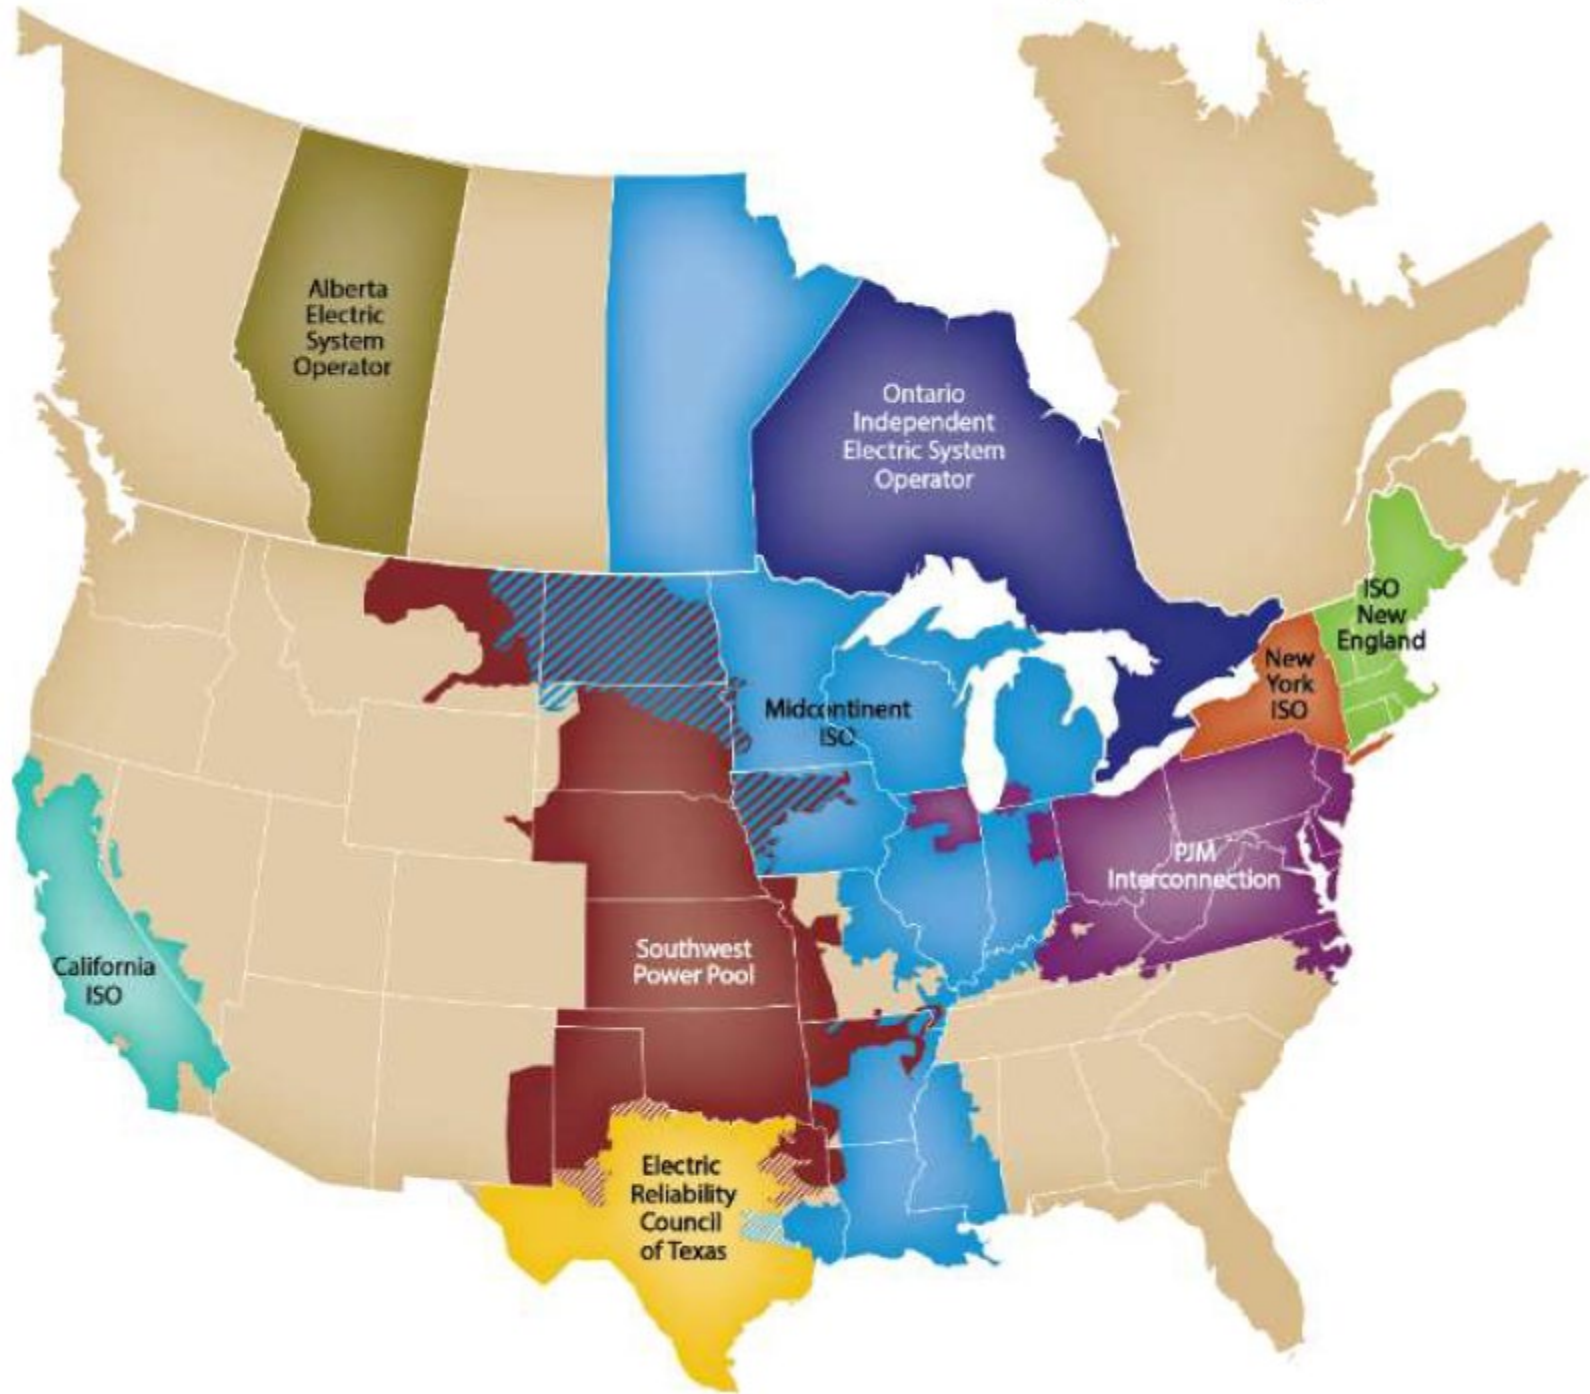 Alberta
Electric
System
Operator
Ontario
Independent
Electric System
Operator
ISO
New
England
New
York
ISO
Midcontinent
ISO
PJM
Interconnection
California
ISO
Southwest
Power Pool
Electric
Reliability
Council
of Texas